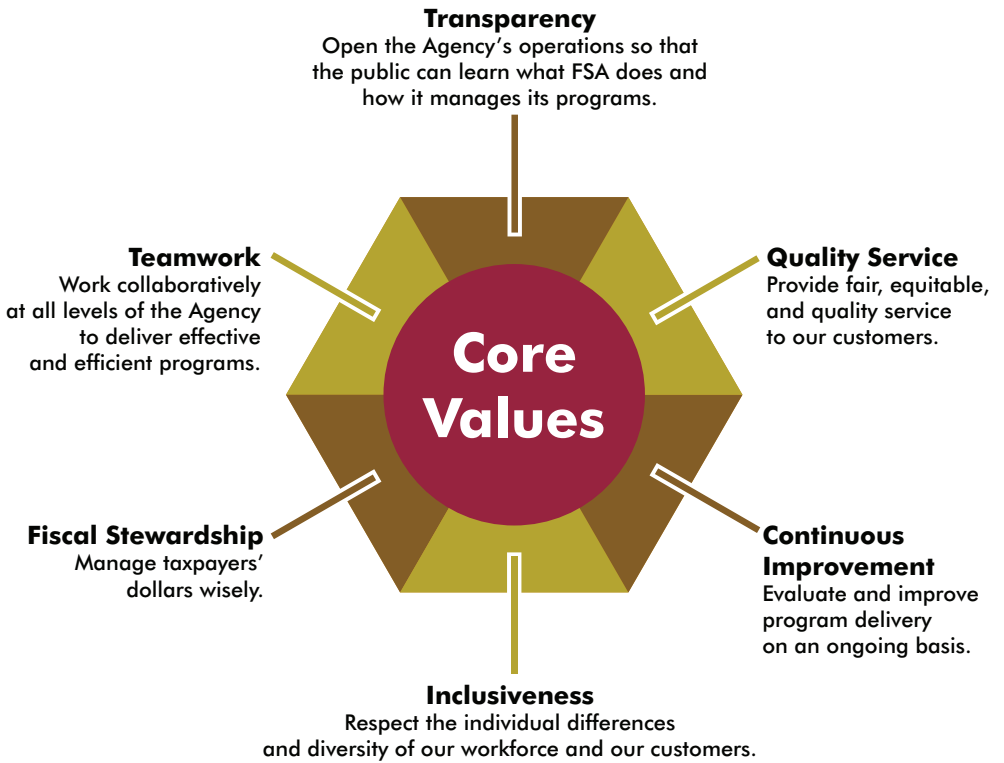 Transparency
Open the Agency’s operations so that
the public can learn what FSA does and
how it manages its programs.
Teamwork
Work collaboratively
at all levels of the Agency
to deliver effective
and efficient programs.
Quality Service
Provide fair, equitable,
and quality service
to our customers.
Core
Values
Fiscal Stewardship
Manage taxpayers’
dollars wisely.
Continuous
Improvement
Evaluate and improve
program delivery
on an ongoing basis.
Inclusiveness
Respect the individual differences
and diversity of our workforce and our customers.